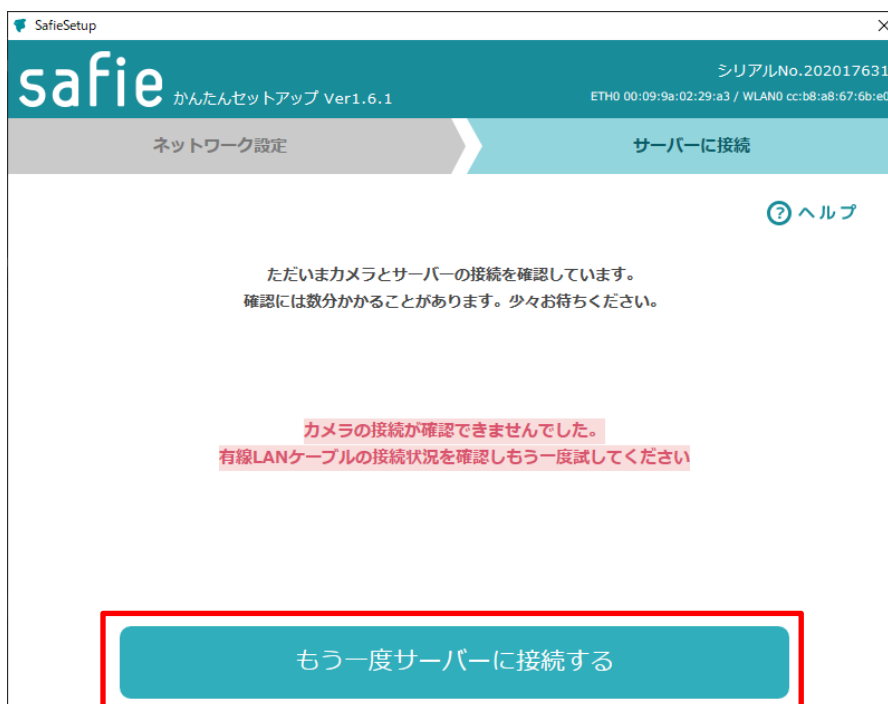 SafieSetup
safie かんたんセットアップ Ver1.6.1
シリアルNo.202017631
ETH0 00:09:9a:02:29:a3 / WLAN0 cc:b8:a8:67:6b:e0
ネットワーク設定
サーバーに接続
? ヘルプ
ただいまカメラとサーバーの接続を確認しています。
確認には数分かかることがあります。少々お待ちください。
カメラの接続が確認できませんでした。
有線LANケーブルの接続状況を確認しもう一度試してください
もう一度サーバーに接続する